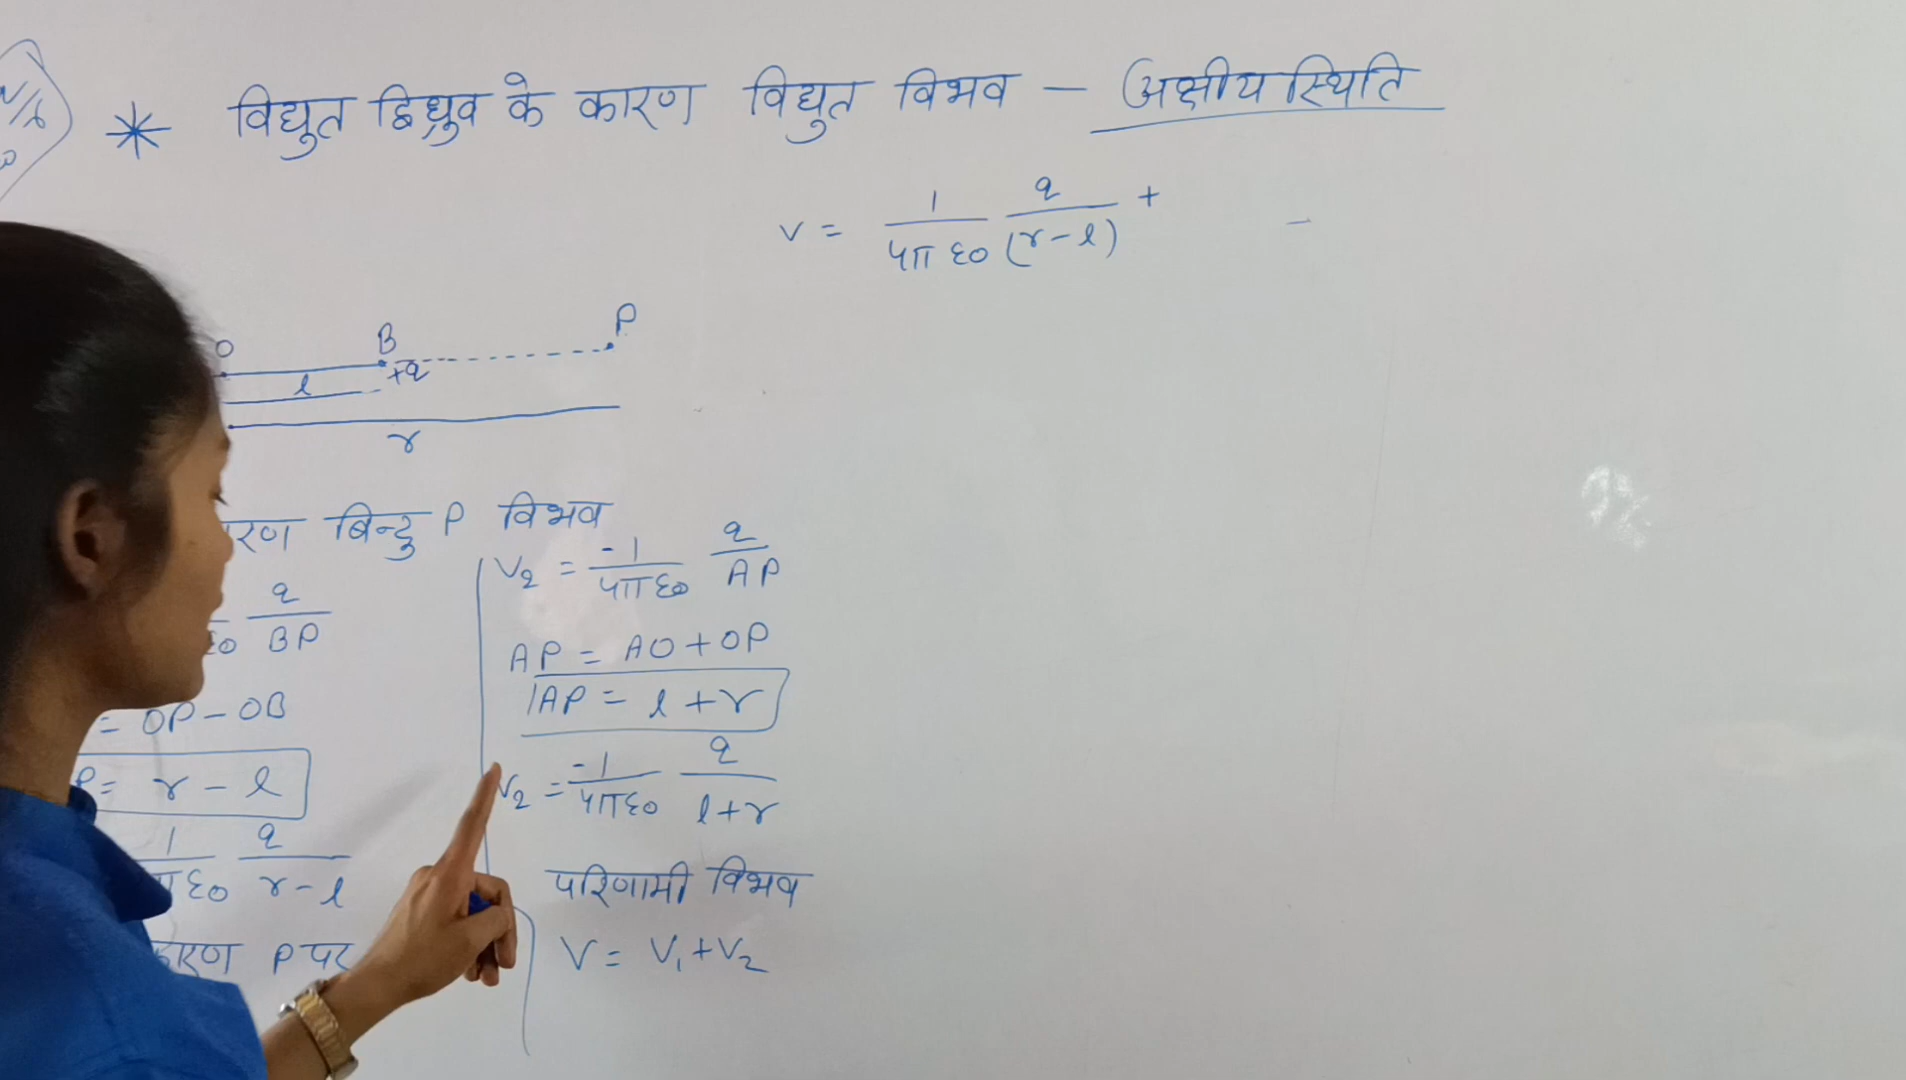 * विद्युत द्विध्रुव के कारण विद्युत विभव - अक्षीय स्थिति
V = 1/4πε0 q/(r-l) +
-
O B +q P
l
r
बिन्दु P विभव
q/BP
= OP - OB
P = r - l
1/πε0 q/r-l
कारण P पर
V2 = -1/4πε0 q/AP
AP = AO + OP
AP = l + r
V2 = -1/4πε0 q/l+r
परिणामी विभव
V = V1 + V2